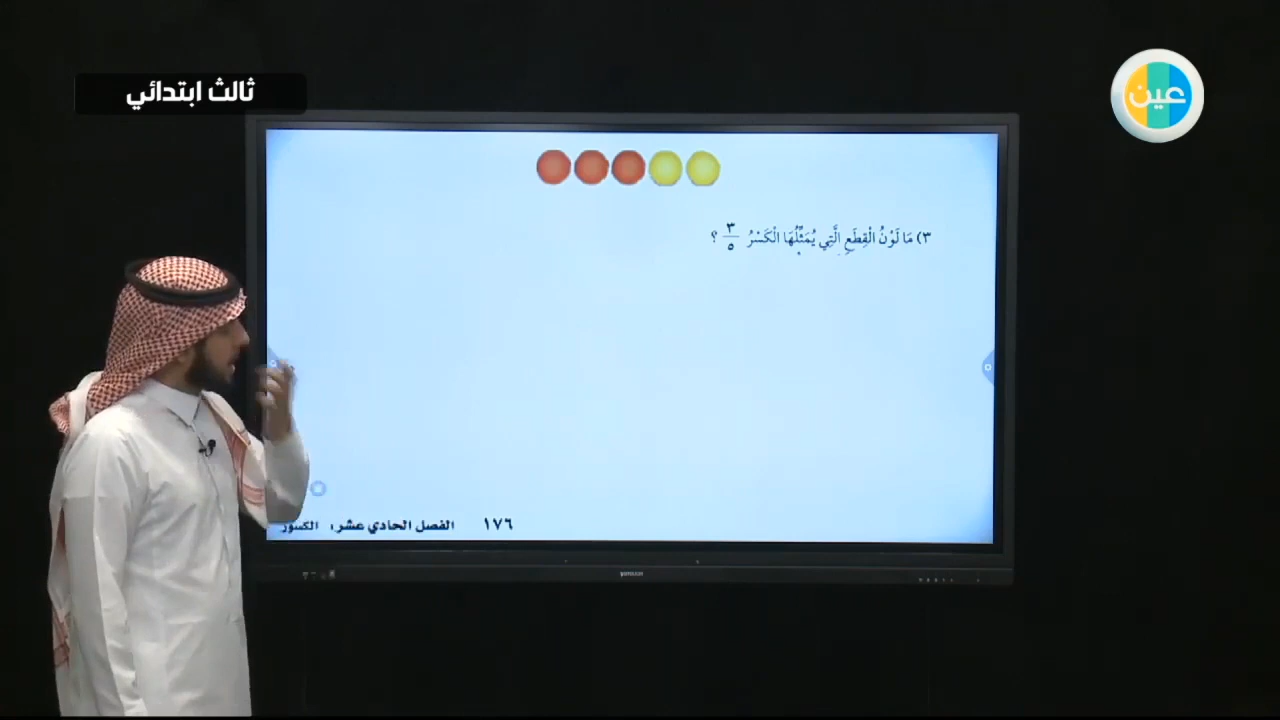 ثالث ابتدائي
عين
٣) مَا لَوْنُ الْقِطَعِ الَّتِي يُمَثِّلُهَا الْكَسْرُ ٣/٥ ؟
١٧٦ الفصل الحادي عشر: الكسور